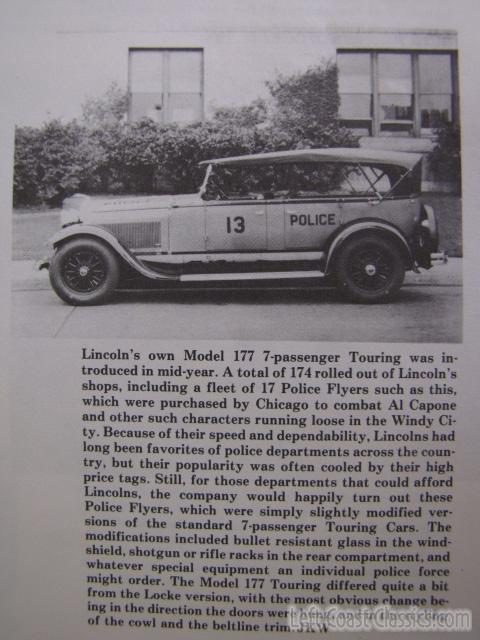 13 POLICE
Lincoln's own Model 177 7-passenger Touring was in-
troduced in mid-year. A total of 174 rolled out of Lincoln's
shops, including a fleet of 17 Police Flyers such as this,
which were purchased by Chicago to combat Al Capone
and other such characters running loose in the Windy Ci-
ty. Because of their speed and dependability, Lincolns had
long been favorites of police departments across the coun-
try, but their popularity was often cooled by their high
price tags. Still, for those departments that could afford
Lincolns, the company would happily turn out these
Police Flyers, which were simply slightly modified ver-
sions of the standard 7-passenger Touring Cars. The
modifications included bullet resistant glass in the wind-
shield, shotgun or rifle racks in the rear compartment, and
whatever special equipment an individual police force
might order. The Model 177 Touring differed quite a bit
from the Locke version, with the most obvious change be-
ing in the direction the doors were
of the cowl and the beltline trim.
LeftCoastClassics.com